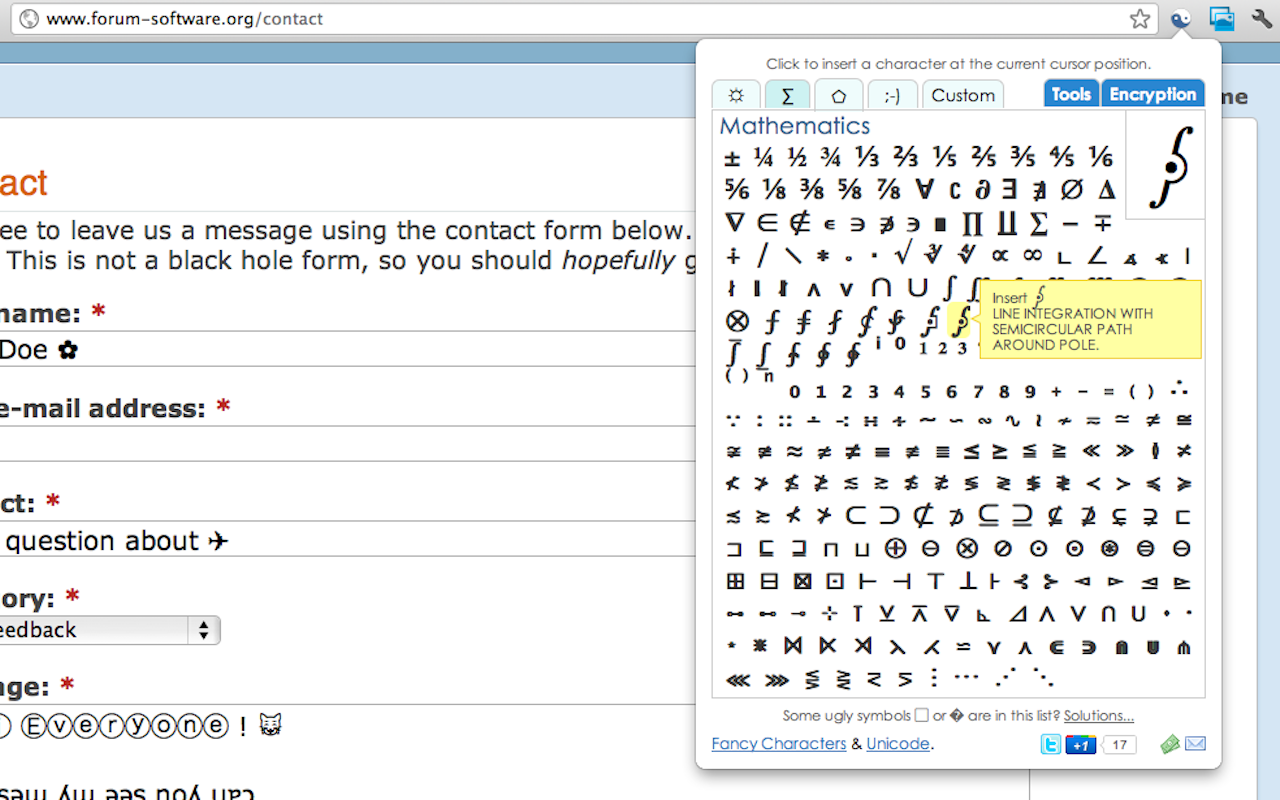 www.forum-software.org/contact
Click to insert a character at the current cursor position.
☼ ∑ ⬠ ;-) Custom Tools Encryption
me
Mathematics
± ¼ ½ ¾ ⅓ ⅔ ⅕ ⅖ ⅗ ⅘ ⅙
⅚ ⅛ ⅜ ⅝ ⅞ ∀ ∁ ∂ ∃ ∄ ∅ ∆
∇ ∈ ∉ ∊ ∋ ∌ ∍ ∎ ∏ ∐ ∑ − ∓
∔ ∕ ∖ ∗ ∘ ∙ √ ∛ ∜ ∝ ∞ ∟ ∠ ∡ ∢ ∣
∤ ∥ ∦ ∧ ∨ ∩ ∪ ∫
⨂ ⨍ ⨎ ⨏ ⨐ ⨑ ⨒ ⨓ ⨔
Insert ⨓
LINE INTEGRATION WITH
SEMICIRCULAR PATH
AROUND POLE.
⨛ ⨜ ⨍ ∮ ⁱ ⁰ 1 2 3
( ) ⁿ
0 1 2 3 4 5 6 7 8 9 + − = ( ) ∴
∵ ∶ ∷ ∸ ∹ ∺ ∻ ∼ ∽ ∾ ∿ ≀ ≁ ≂ ≃ ≄ ≅
≆ ≇ ≈ ≉ ≠ ≡ ≢ ≣ ≤ ≥ ≦ ≧ ≪ ≫ ≬ ≭
≮ ≯ ≰ ≱ ≲ ≳ ≴ ≵ ≶ ≷ ≸ ≹ ≺ ≻ ≼ ≽
≾ ≿ ⊀ ⊁ ⊂ ⊃ ⊄ ⊅ ⊆ ⊇ ⊈ ⊉ ⊊ ⊋ ⊏
⊐ ⊑ ⊒ ⊓ ⊔ ⊕ ⊖ ⊗ ⊘ ⊙ ⊚ ⊛ ⊜ ⊝
⊞ ⊟ ⊠ ⊡ ⊢ ⊣ ⊤ ⊥ ⊦ ⊰ ⊱ ⊲ ⊳ ⊴ ⊵
⊶ ⊷ ⊸ ⊹ ⊺ ⊻ ⊼ ⊽ ⊾ ⊿ ⋀ ⋁ ⋂ ⋃ ⋄ ⋅
⋆ ⋇ ⋈ ⋉ ⋊ ⋋ ⋌ ⋍ ⋎ ⋏ ⋐ ⋑ ⋒ ⋓ ⋔
⋘ ⋙ ⋚ ⋛ ⋜ ⋝ ⋮ ⋯ ⋰ ⋱
Some ugly symbols □ or � are in this list? Solutions...
Fancy Characters & Unicode.
+1 17
act
ee to leave us a message using the contact form below.
This is not a black hole form, so you should hopefully g
name: *
Doe ✿
e-mail address: *
ct: *
question about ✈
ory: *
eedback
ge: *
Ⓔⓥⓔⓡⓨⓞⓝⓔ ! 😺